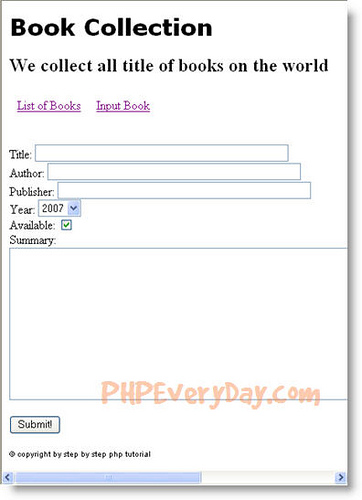 Book Collection
We collect all title of books on the world
List of Books Input Book
Title:
Author:
Publisher:
Year: 2007
Available:
Summary:
PHPEveryDay.com
Submit!
© copyright by step by step php tutorial